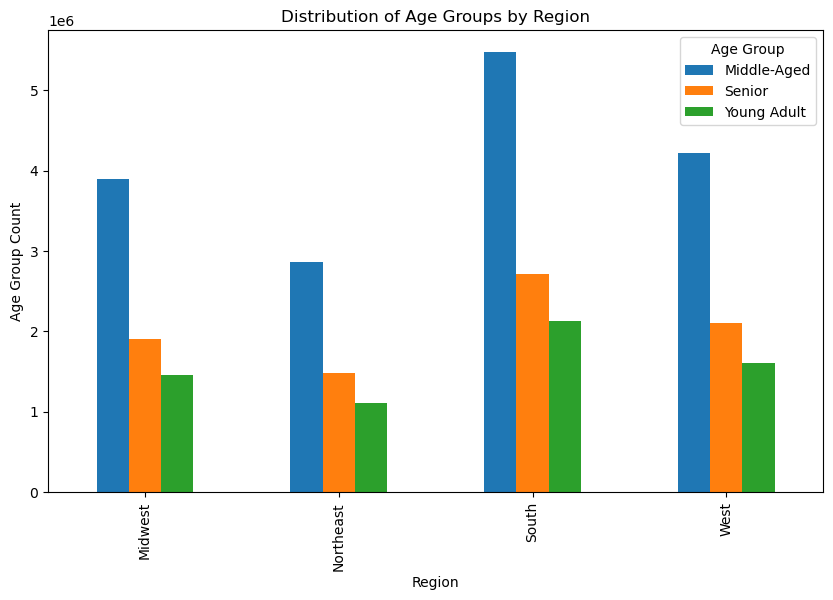 Distribution of Age Groups by Region
1e6
Age Group
Middle-Aged
Senior
Young Adult
5
4
3
2
1
0
Age Group Count
Midwest
Northeast
South
West
Region